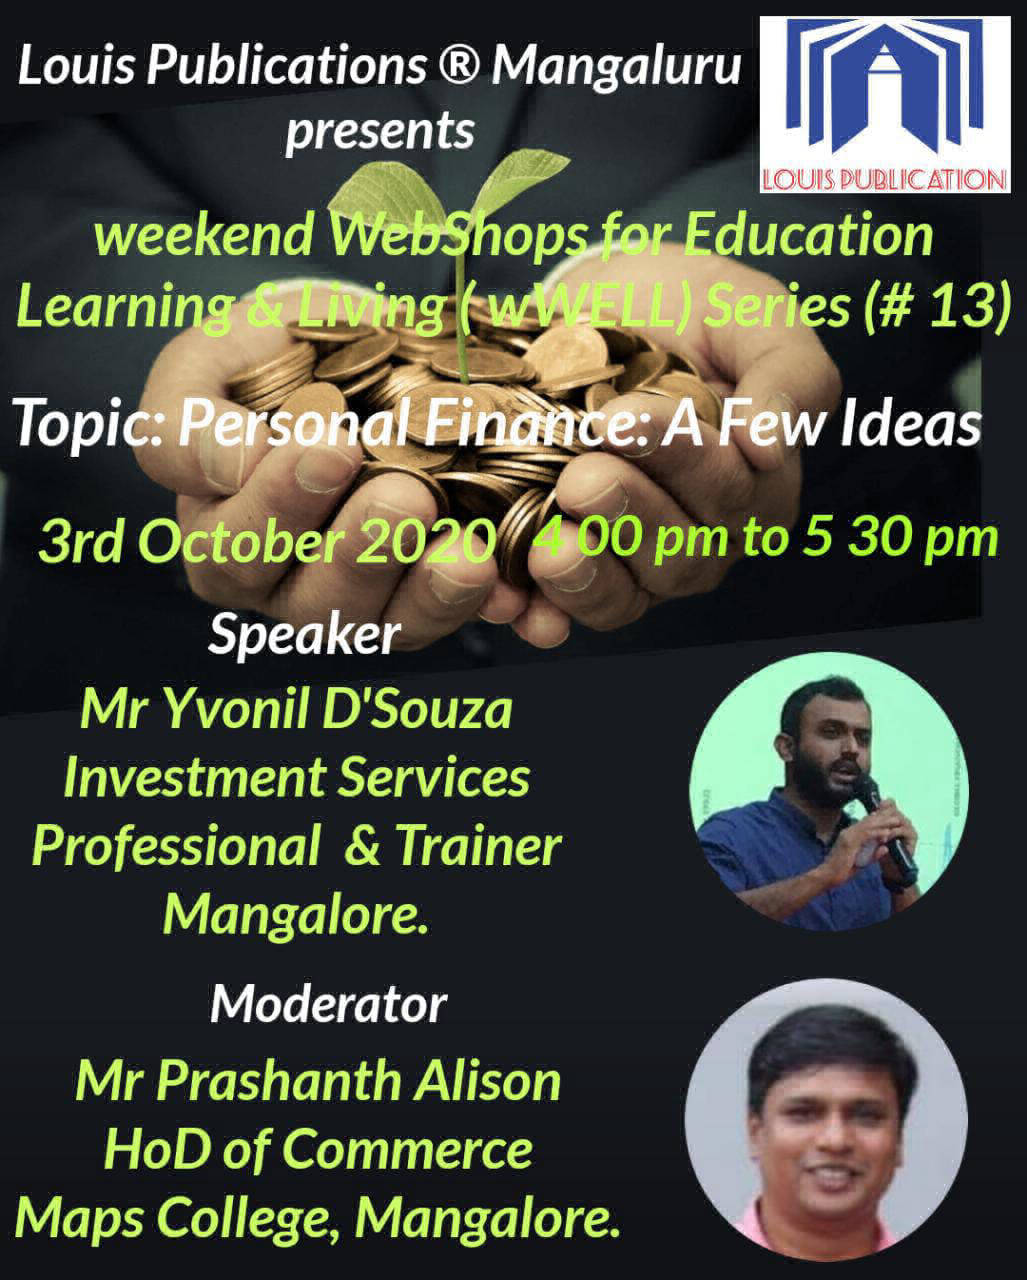 Louis Publications ® Mangaluru
presents
LOUIS PUBLICATION
weekend WebShops for Education
Learning & Living ( wWELL) Series (# 13)
Topic: Personal Finance: A Few Ideas
3rd October 2020 4 00 pm to 5 30 pm
Speaker
Mr Yvonil D'Souza
Investment Services
Professional & Trainer
Mangalore.
Moderator
Mr Prashanth Alison
HoD of Commerce
Maps College, Mangalore.